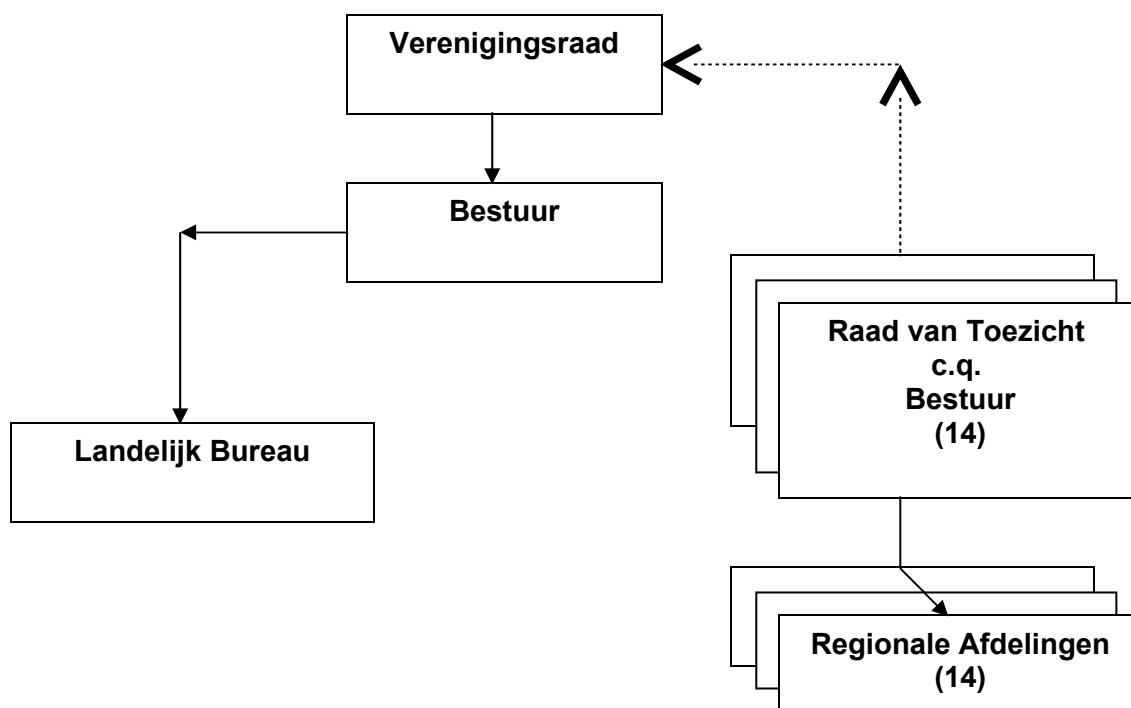 Verenigingsraad
Bestuur
Raad van Toezicht
c.q.
Bestuur
(14)
Landelijk Bureau
Regionale Afdelingen
(14)